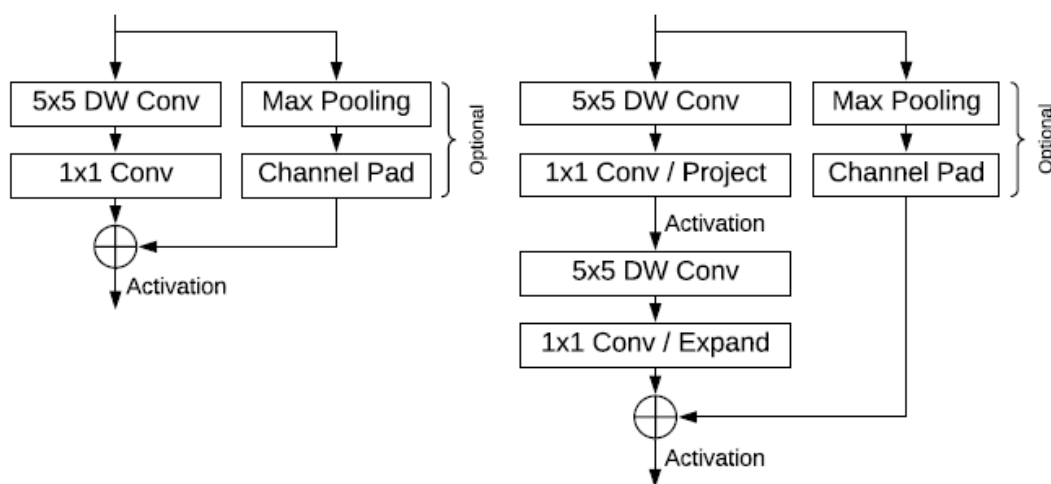 5x5 DW Conv
Max Pooling
1x1 Conv
Channel Pad
Optional
Activation
5x5 DW Conv
Max Pooling
1x1 Conv / Project
Channel Pad
Optional
Activation
5x5 DW Conv
1x1 Conv / Expand
Activation